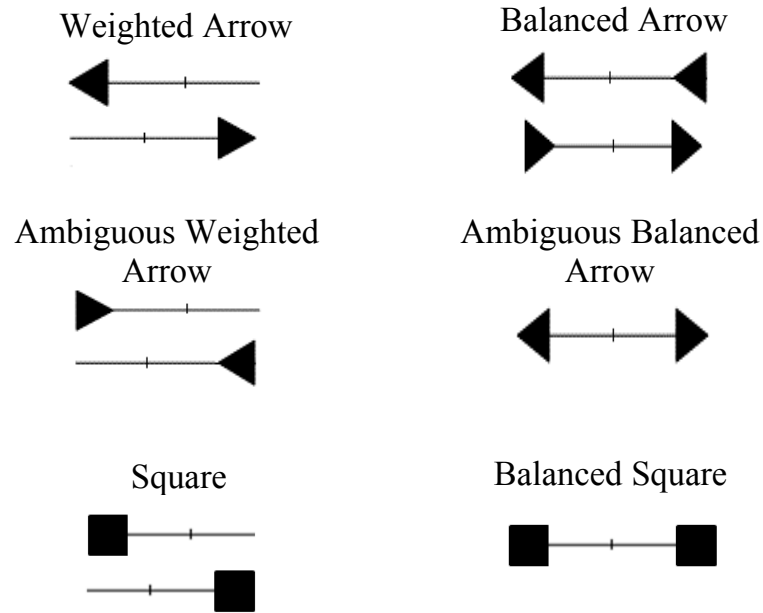 Weighted Arrow
Balanced Arrow
Ambiguous Weighted
Arrow
Ambiguous Balanced
Arrow
Square
Balanced Square